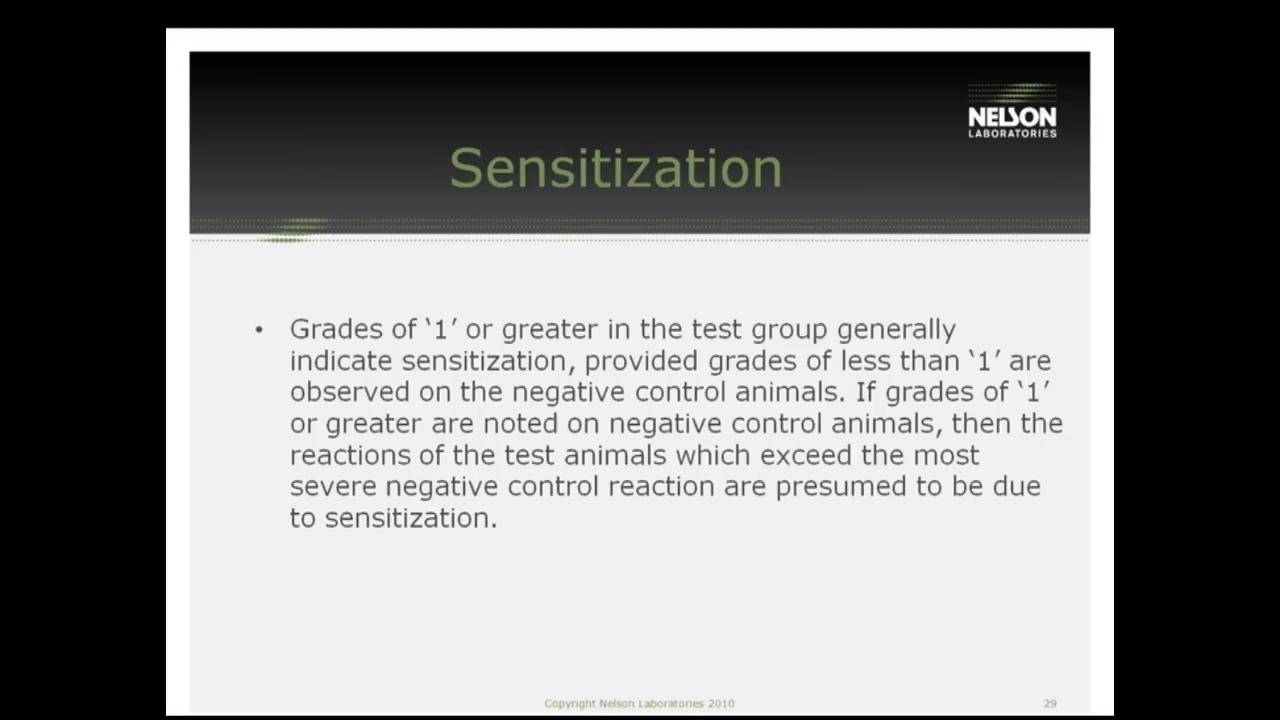 NELSON
LABORATORIES
Sensitization
• Grades of ‘1’ or greater in the test group generally
indicate sensitization, provided grades of less than ‘1’ are
observed on the negative control animals. If grades of ‘1’
or greater are noted on negative control animals, then the
reactions of the test animals which exceed the most
severe negative control reaction are presumed to be due
to sensitization.
Copyright Nelson Laboratories 2010
29